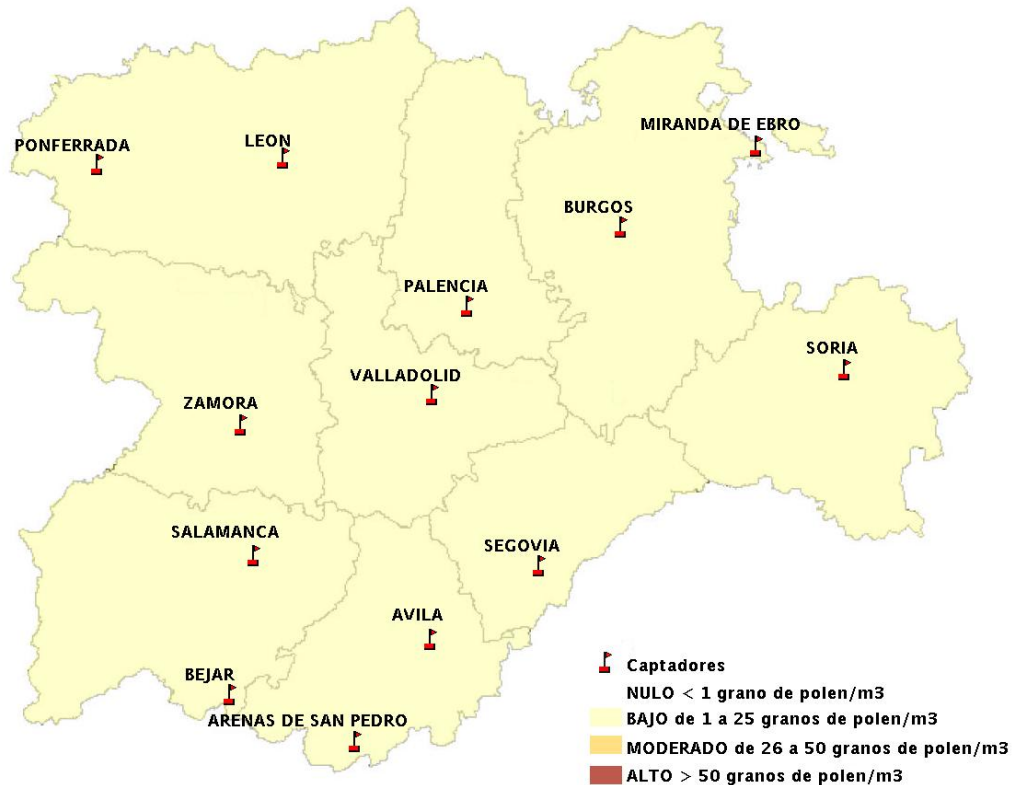 MIRANDA DE EBRO
PONFERRADA
LEON
BURGOS
PALENCIA
SORIA
VALLADOLID
ZAMORA
SALAMANCA
SEGOVIA
AVILA
BEJAR
ARENAS DE SAN PEDRO
Captadores
NULO < 1 grano de polen/m3
BAJO de 1 a 25 granos de polen/m3
MODERADO de 26 a 50 granos de polen/m3
ALTO > 50 granos de polen/m3